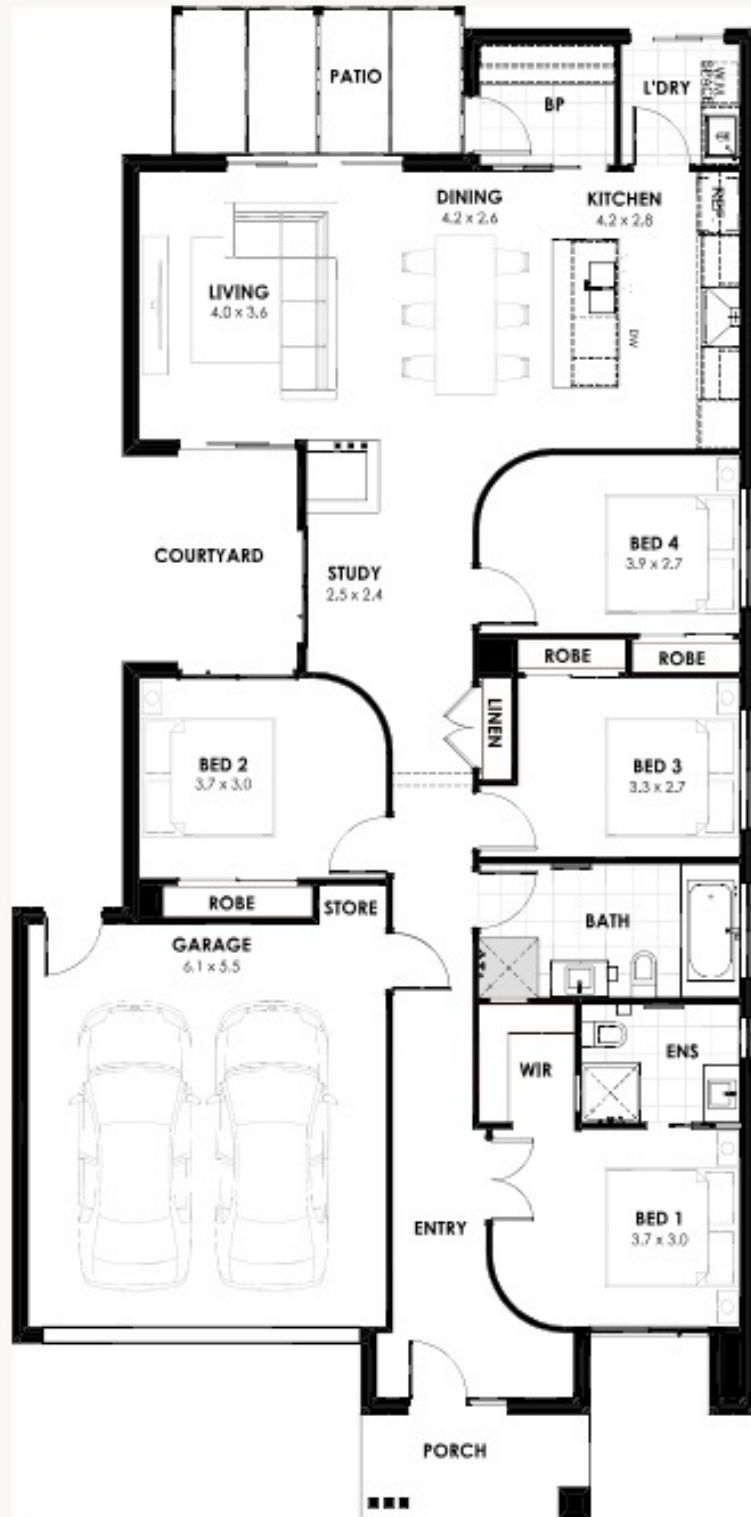 PATIO
BP
L'DRY
W.M
SPACE
DINING
4.2 x 2.6
KITCHEN
4.2 x 2.8
REF
LIVING
4.0 x 3.6
DW
COURTYARD
STUDY
2.5 x 2.4
BED 4
3.9 x 2.7
ROBE
ROBE
LINEN
BED 2
3.7 x 3.0
BED 3
3.3 x 2.7
ROBE
STORE
GARAGE
6.1 x 5.5
BATH
WIR
ENS
ENTRY
BED 1
3.7 x 3.0
PORCH